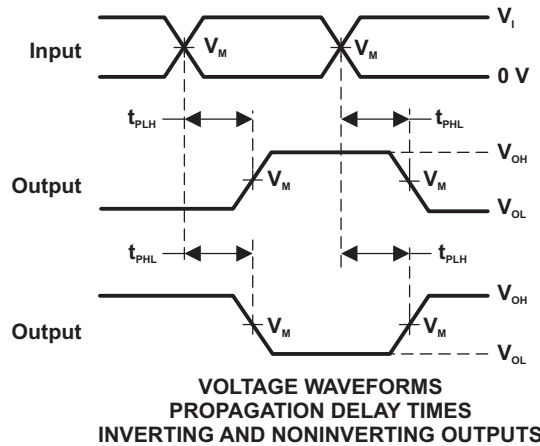 V_I
Input
V_M
V_M
0 V
t_PLH
t_PHL
V_OH
Output
V_M
V_M
V_OL
t_PHL
t_PLH
V_OH
Output
V_M
V_M
V_OL
VOLTAGE WAVEFORMS
PROPAGATION DELAY TIMES
INVERTING AND NONINVERTING OUTPUTS